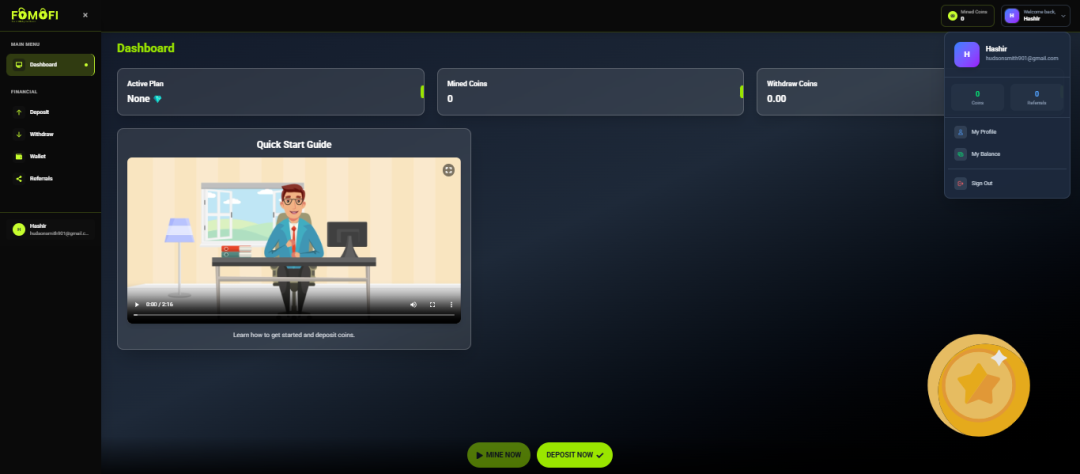 FOMOFI
MAIN MENU
Dashboard
FINANCIAL
Deposit
Withdraw
Wallet
Referrals
H
Hashir
Mined Coins
0
H
Welcome back,
Hashir
Dashboard
Active Plan
None
Mined Coins
0
Withdraw Coins
0.00
H
Hashir
hudsonsmith901@gmail.com
0
Coins
0
Referrals
My Profile
My Balance
Sign Out
Quick Start Guide
0:00 / 2:16
Learn how to get started and deposit coins.
MINE NOW
DEPOSIT NOW